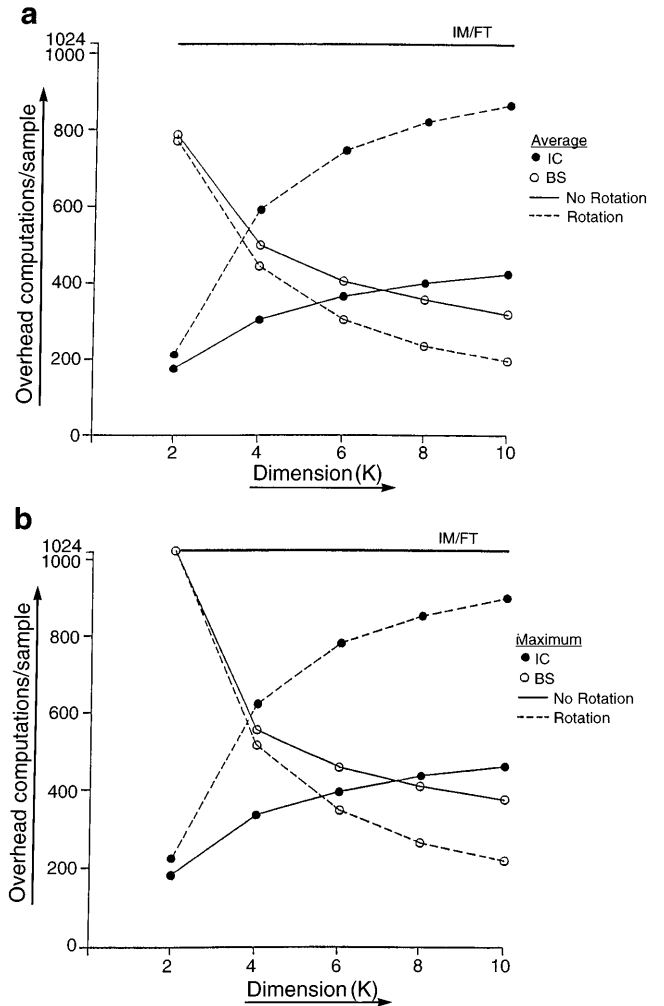 a
1024
1000
800
600
400
200
0
2 4 6 8 10
Overhead computations/sample
Dimension (K)
IM/FT
Average
IC
BS
No Rotation
Rotation
b
1024
1000
800
600
400
200
0
2 4 6 8 10
Overhead computations/sample
Dimension (K)
IM/FT
Maximum
IC
BS
No Rotation
Rotation